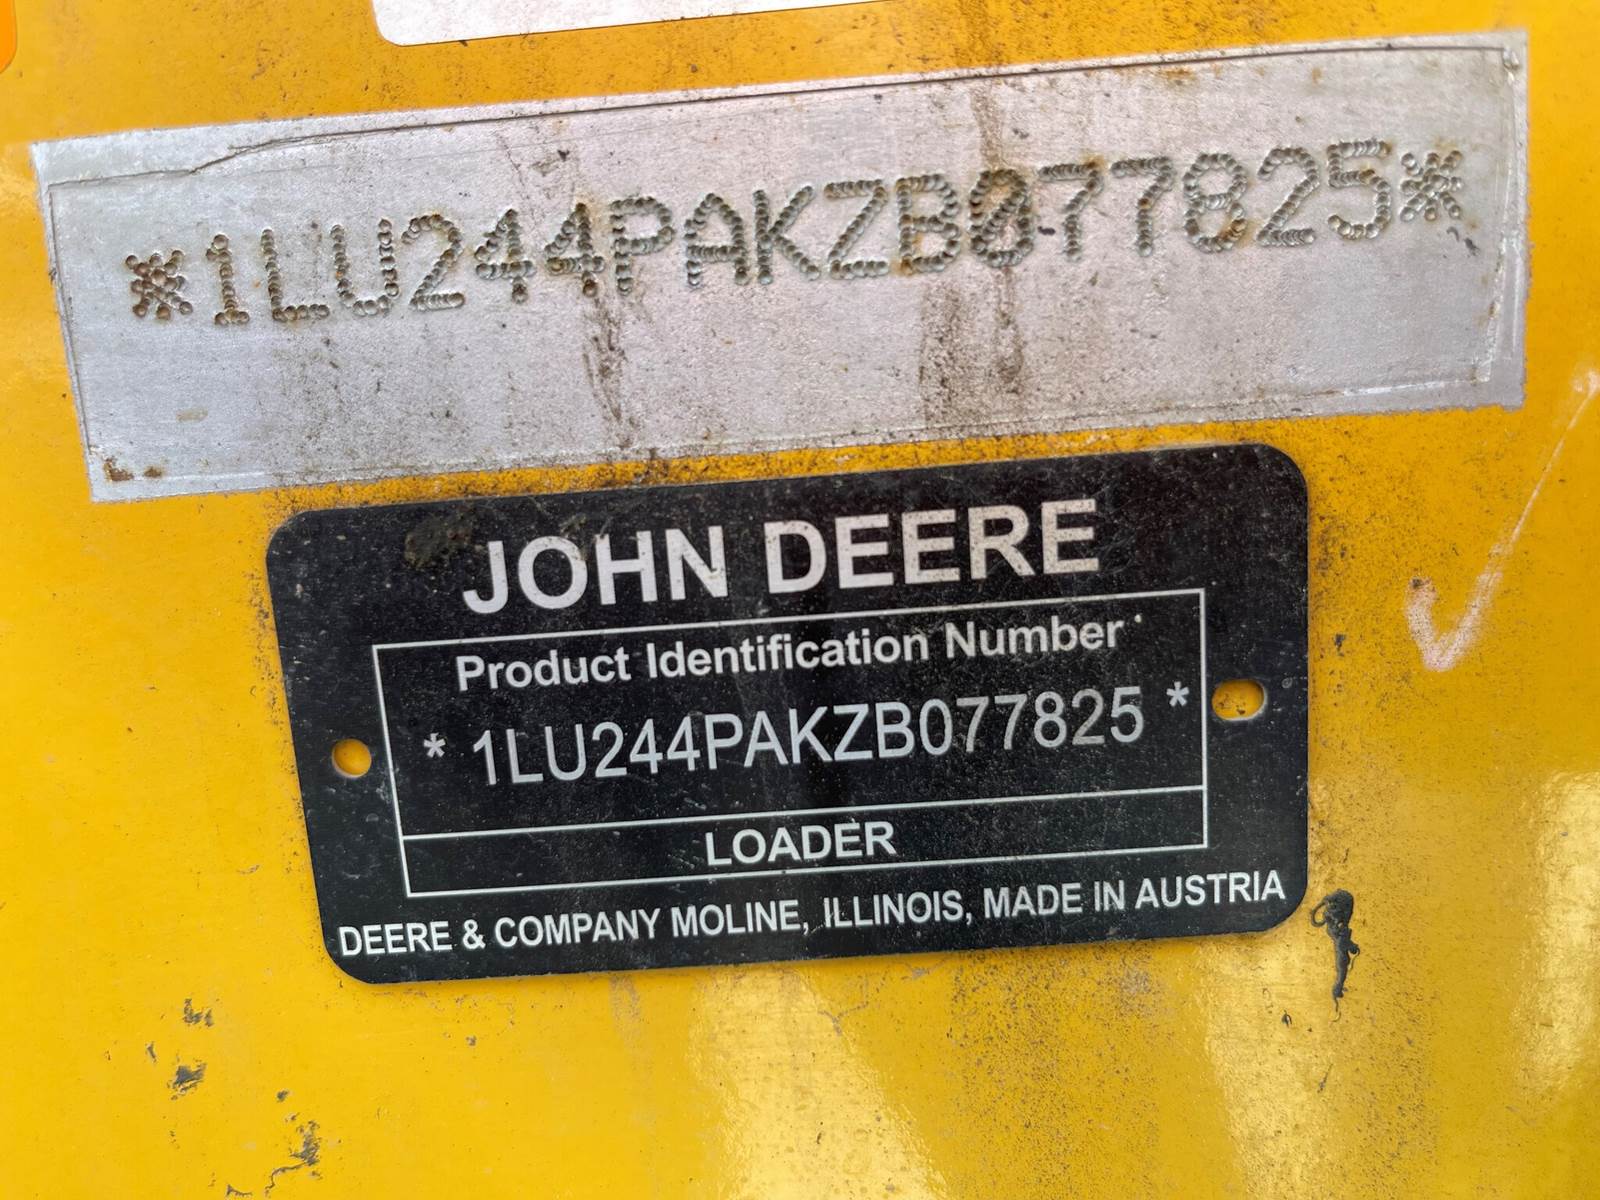 *1LU244PAKZB077825*
JOHN DEERE
Product Identification Number
* 1LU244PAKZB077825 *
LOADER
DEERE & COMPANY MOLINE, ILLINOIS, MADE IN AUSTRIA